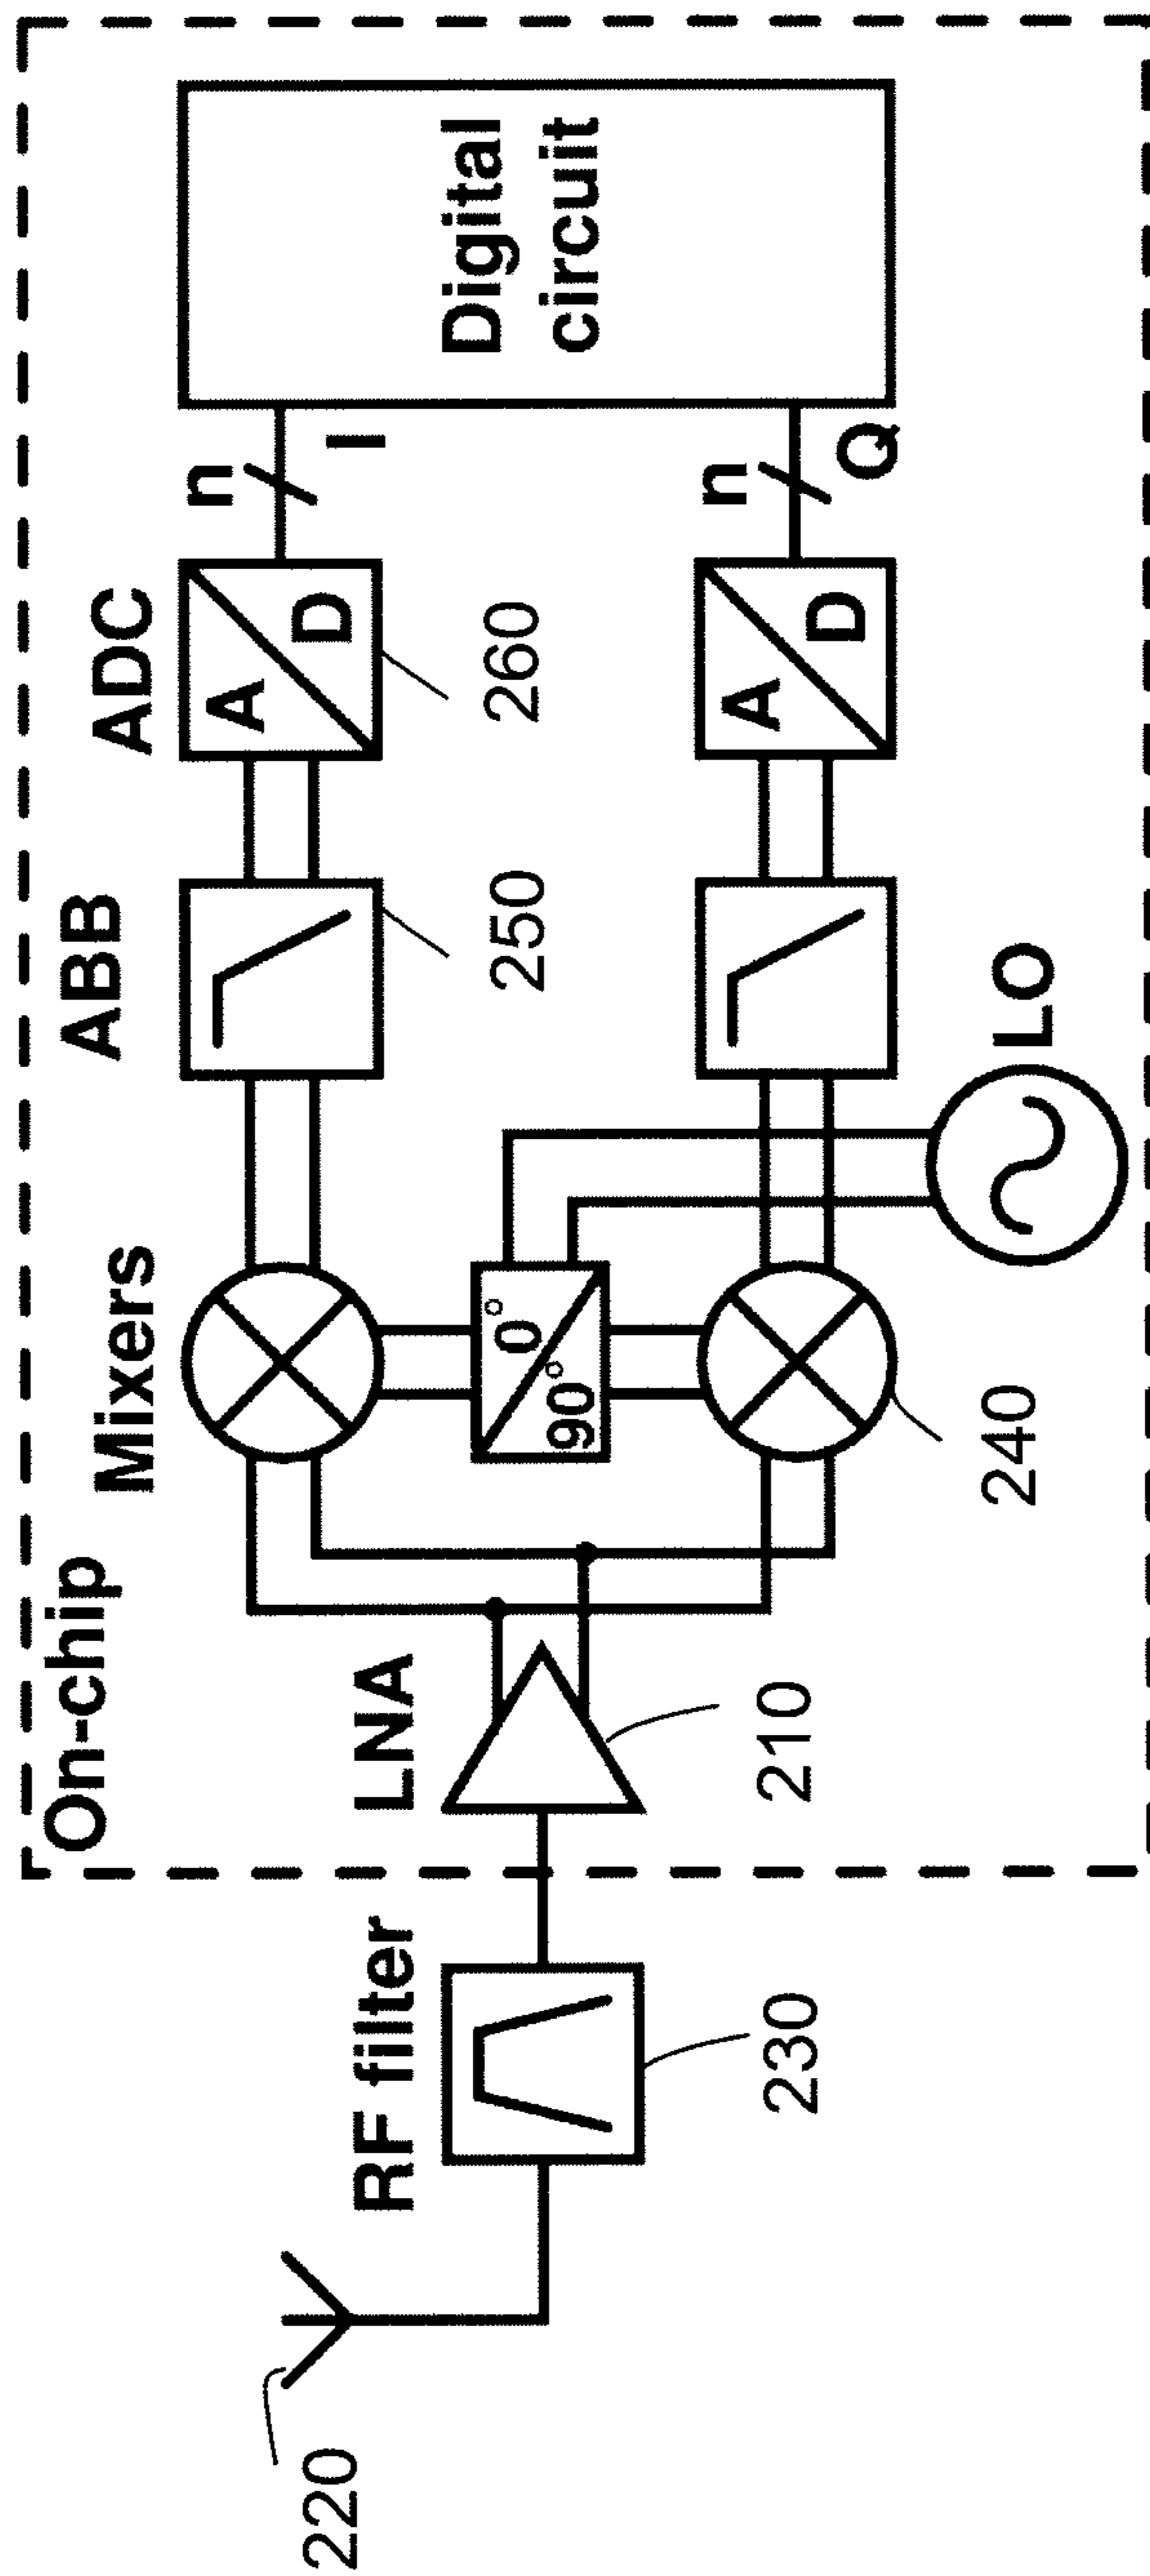 On-chip
Mixers
ABB
ADC
LNA
RF filter
A
D
n
I
Digital
circuit
0°
90°
A
D
n
Q
LO
220
230
210
240
250
260